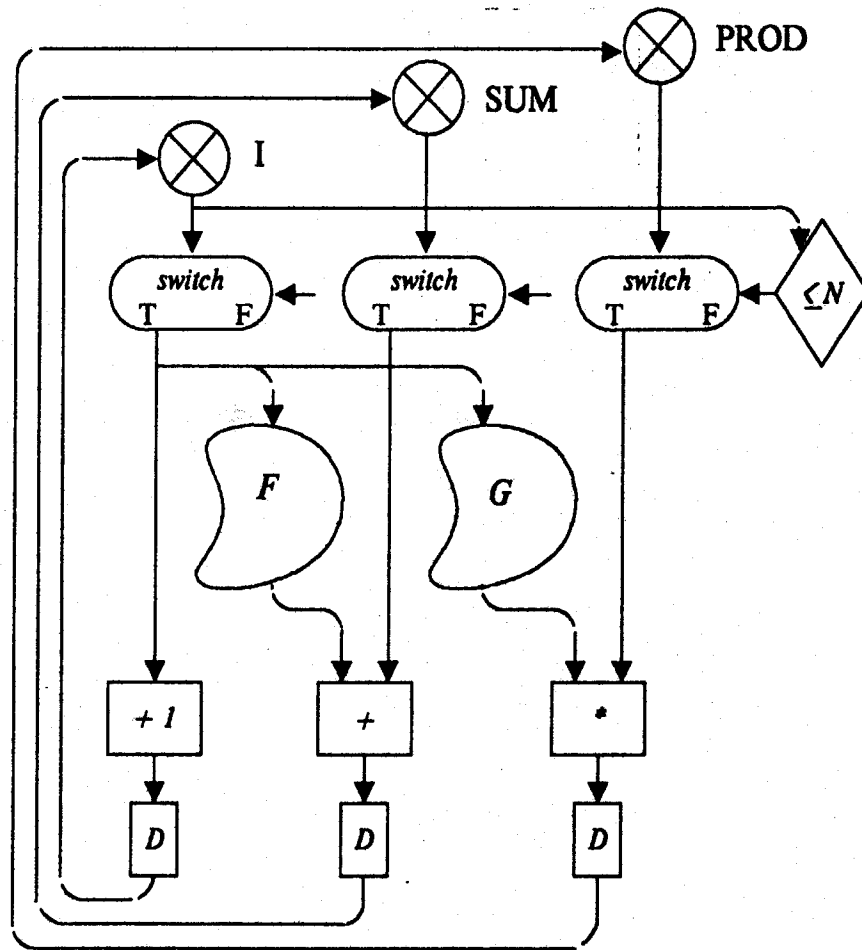 PROD
SUM
I
switch
T F
switch
T F
switch
T F
≤N
F
G
+ 1
+
*
D
D
D